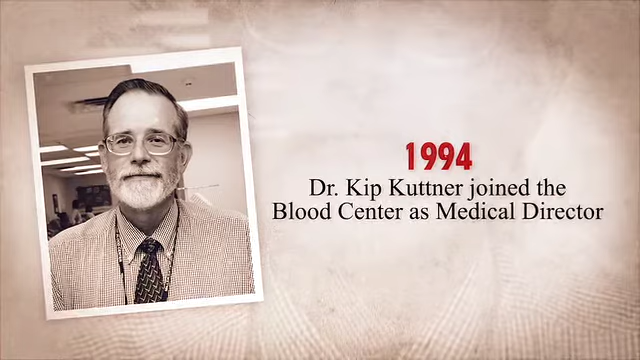 1994
Dr. Kip Kuttner joined the
Blood Center as Medical Director